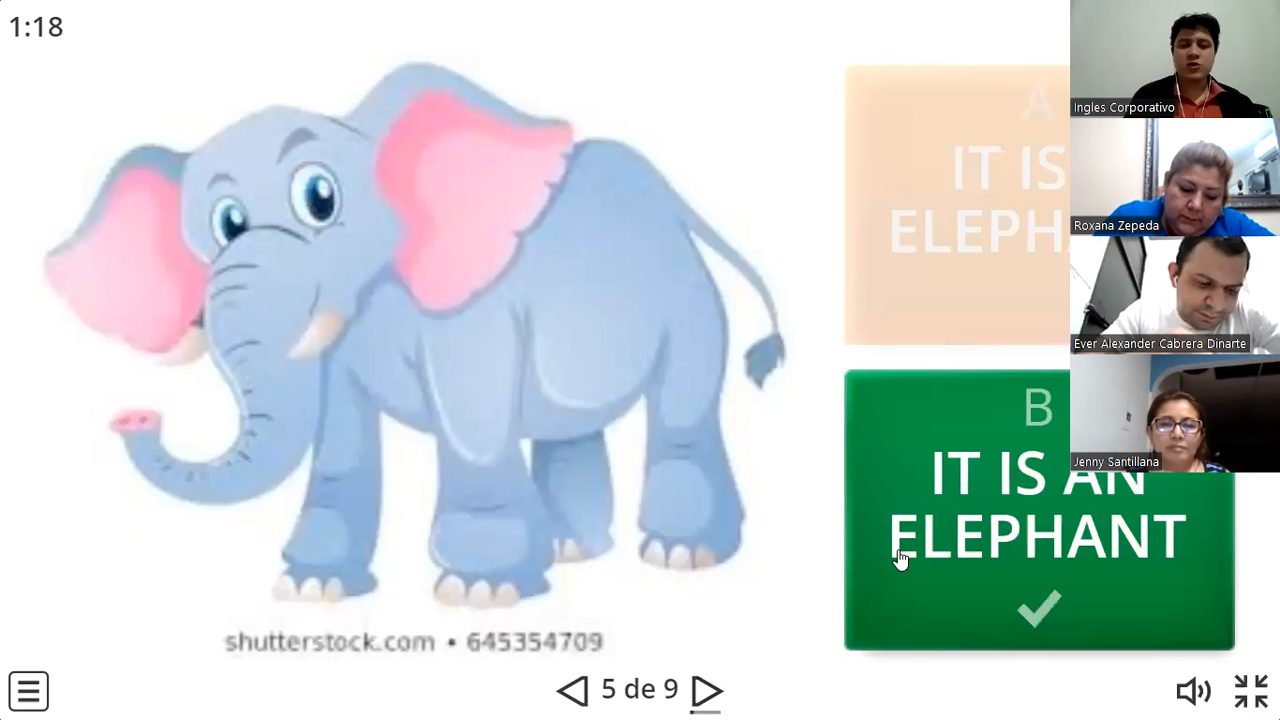 1:18
A
IT IS
ELEPH
B
IT IS AN
ELEPHANT
shutterstock.com • 645354709
5 de 9
Ingles Corporativo
Roxana Zepeda
Ever Alexander Cabrera Dinarte
Jenny Santillana